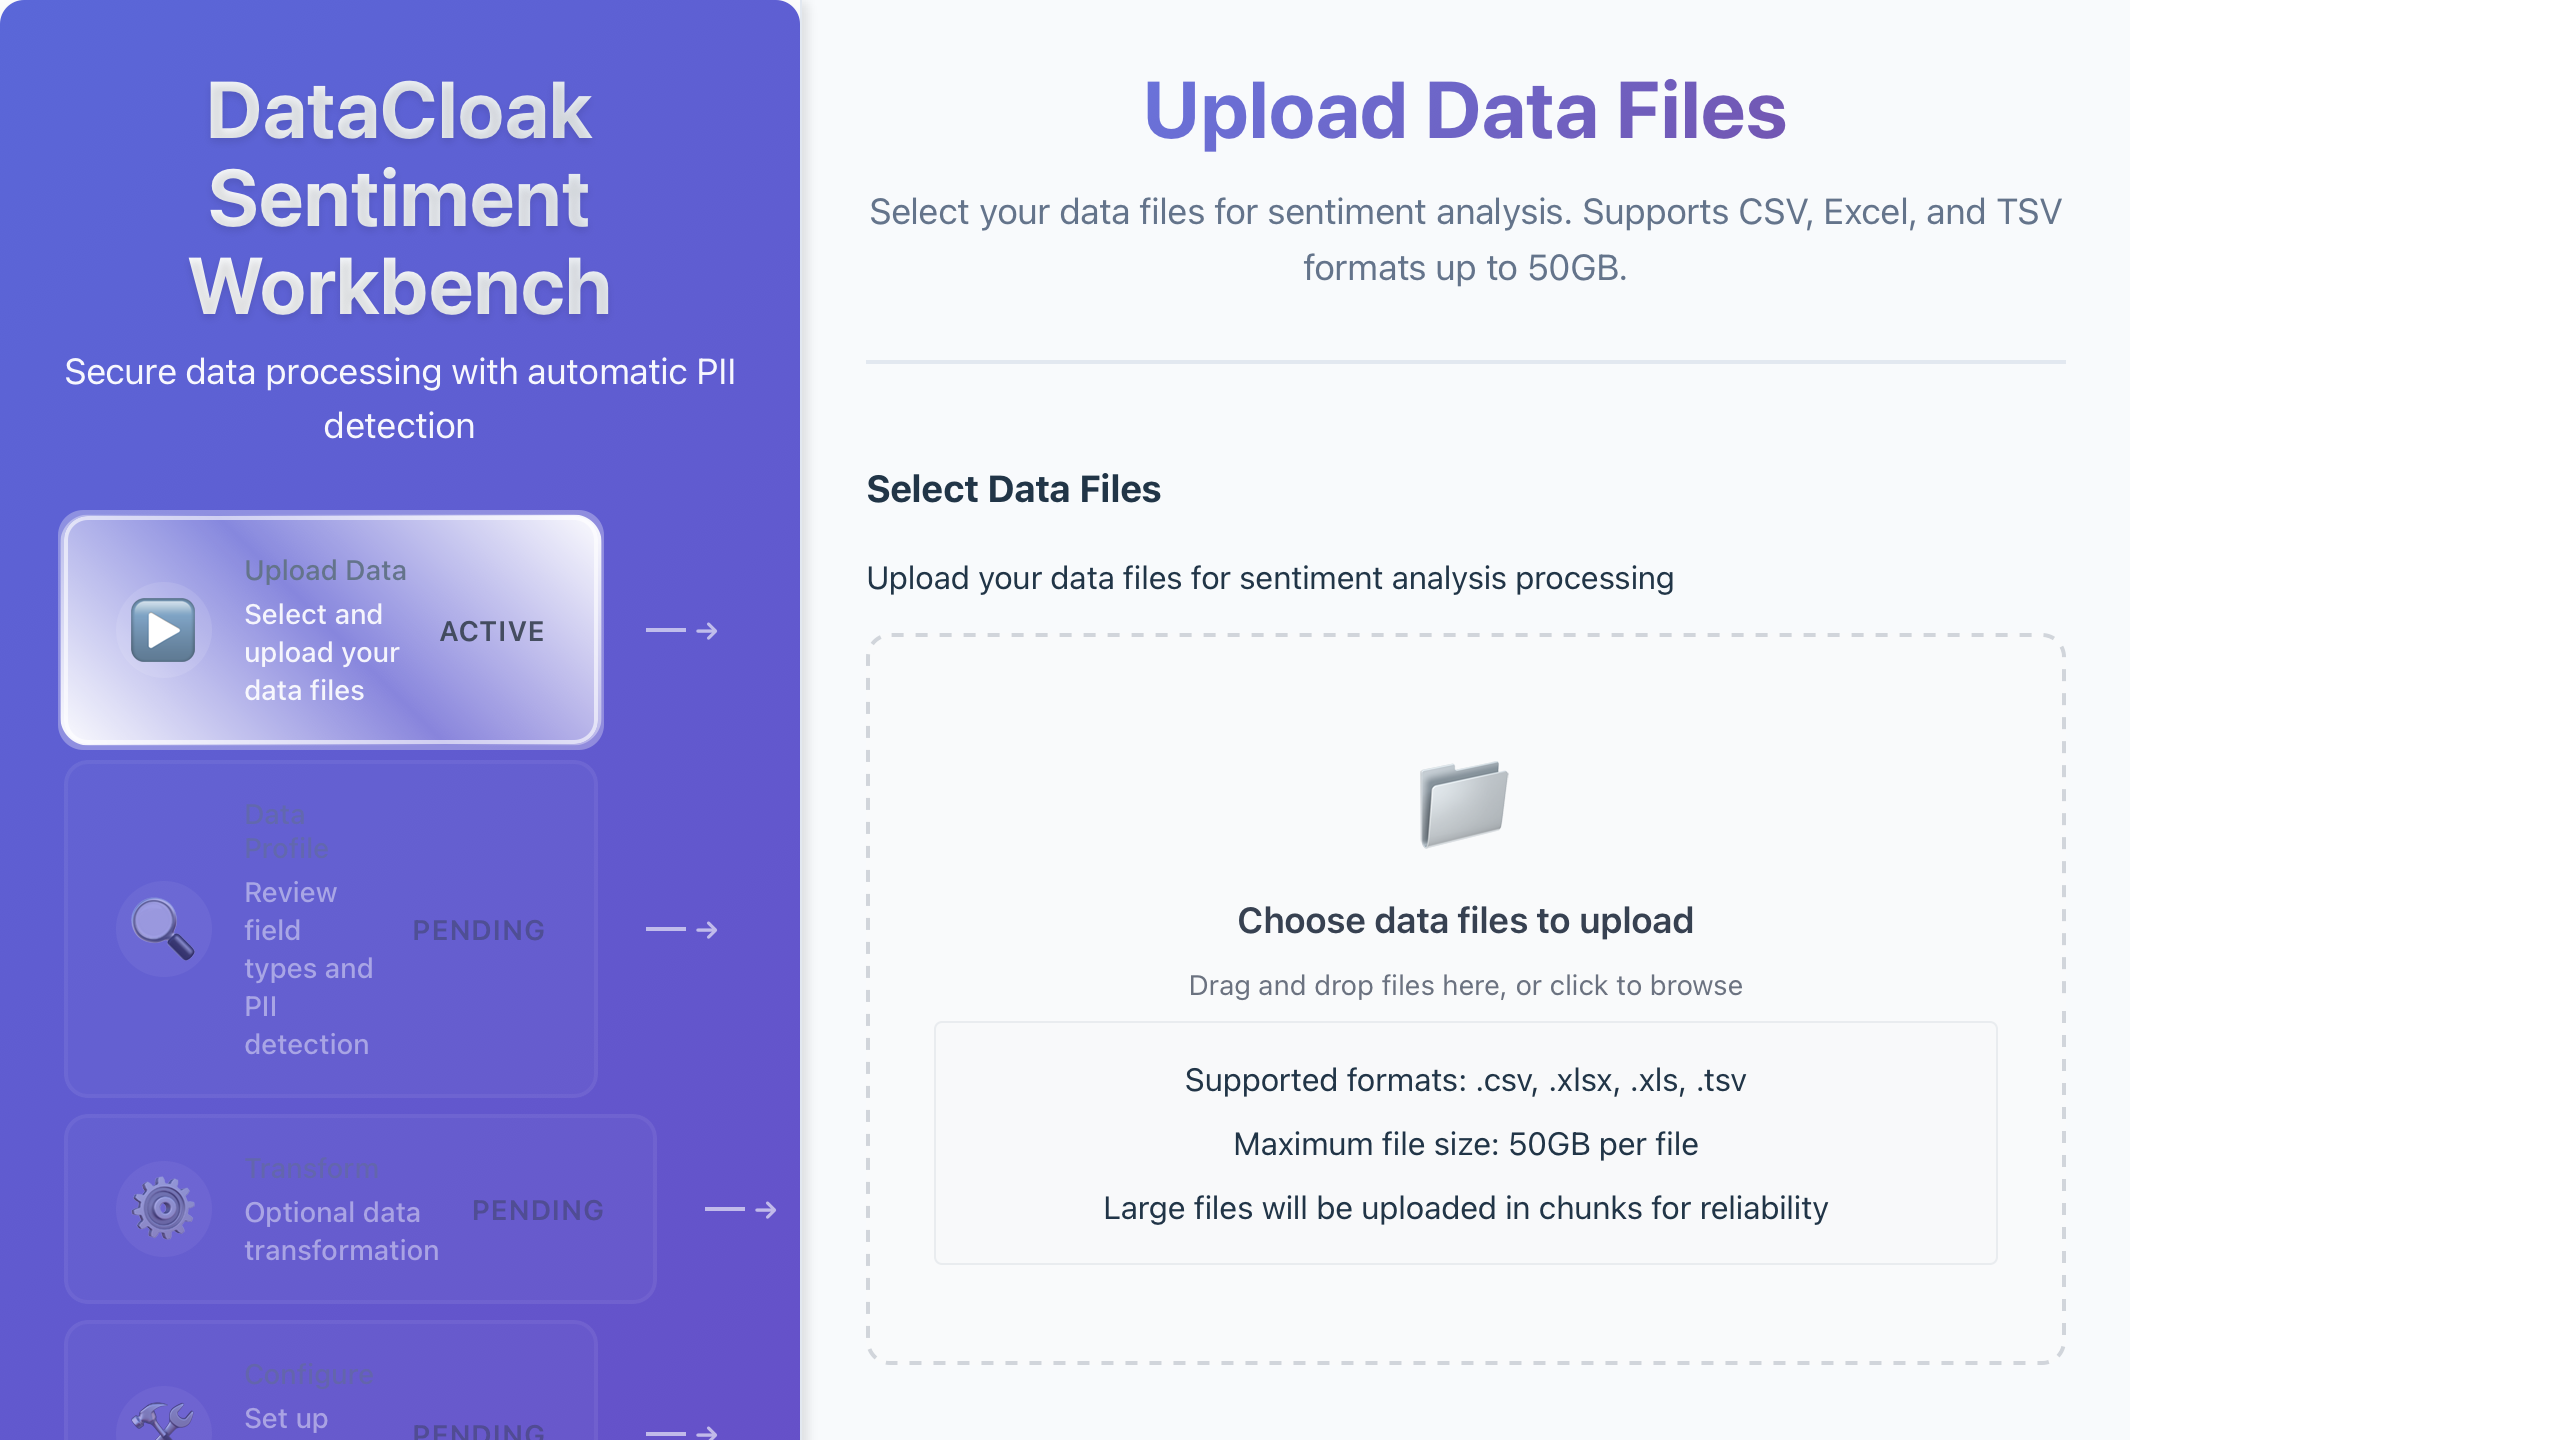 DataCloak
Sentiment
Workbench
Secure data processing with automatic PII
detection
Upload Data
Select and
upload your
data files
ACTIVE
Data
Profile
Review
field
types and
PII
detection
PENDING
Transform
Optional data
transformation
PENDING
Configure
Set up
PENDING
Upload Data Files
Select your data files for sentiment analysis. Supports CSV, Excel, and TSV
formats up to 50GB.
Select Data Files
Upload your data files for sentiment analysis processing
Choose data files to upload
Drag and drop files here, or click to browse
Supported formats: .csv, .xlsx, .xls, .tsv
Maximum file size: 50GB per file
Large files will be uploaded in chunks for reliability